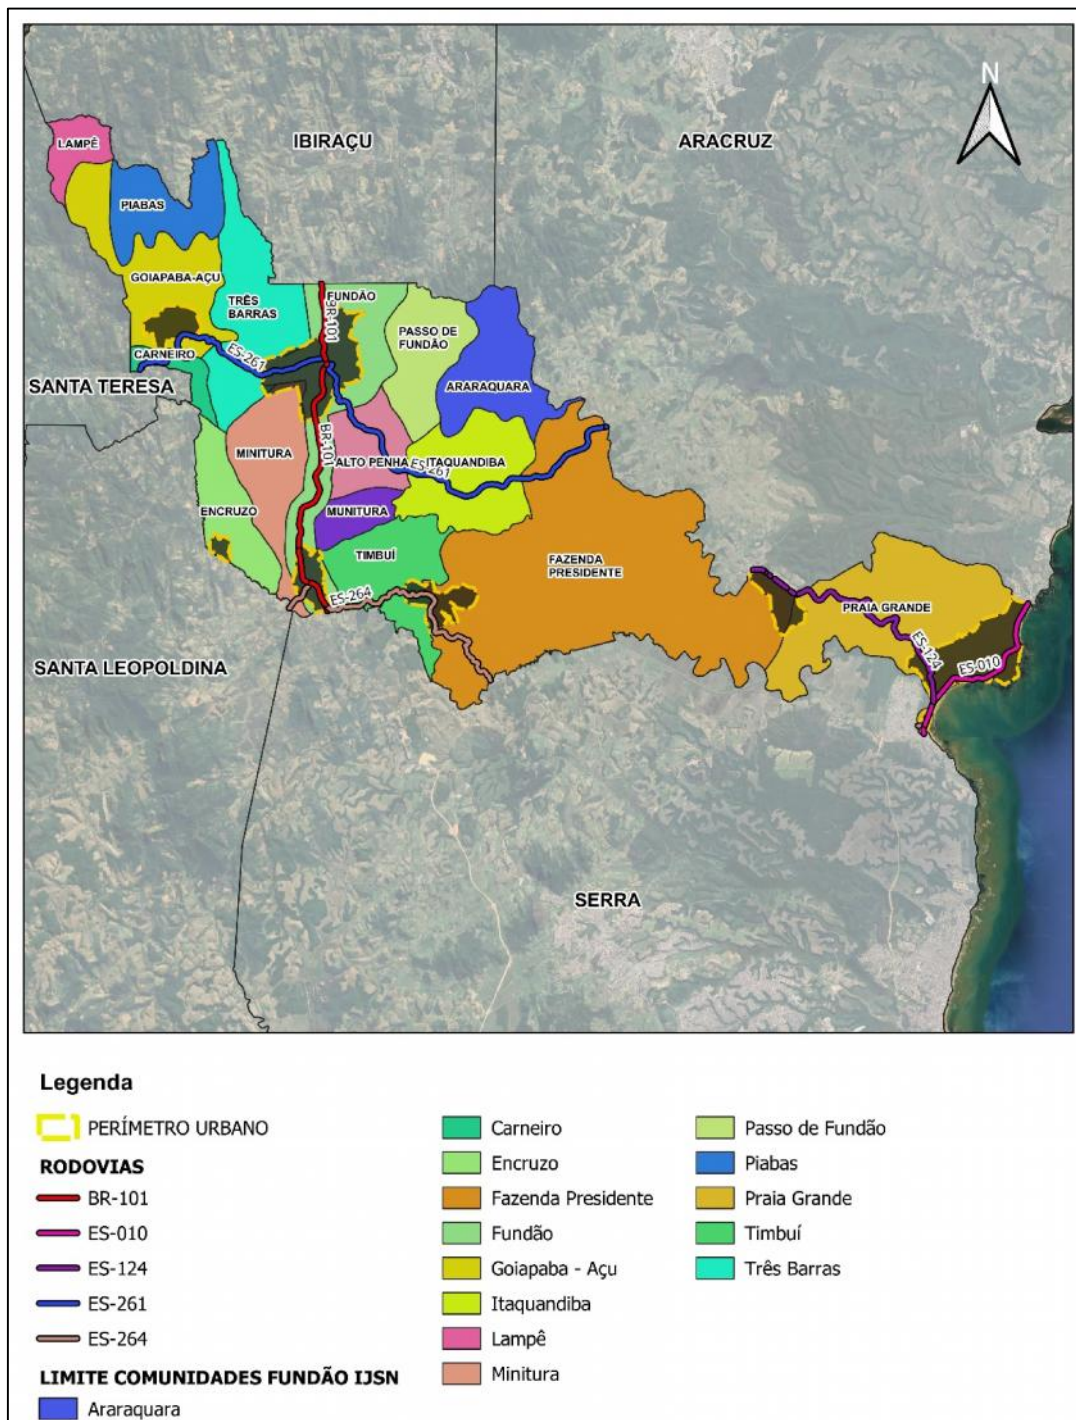 N
IBIRAÇU
ARACRUZ
LAMPÊ
PIABAS
GOIAPABA-AÇU
TRÊS
BARRAS
FUNDÃO
BR-101
PASSO DE
FUNDÃO
CARNEIRO
ES-261
SANTA TERESA
ARARAQUARA
MINITURA
BR-101
ALTO PENHA
ES-261
ITAQUANDIBA
ENCRUZO
MUNITURA
TIMBUÍ
FAZENDA
PRESIDENTE
ES-264
PRAIA GRANDE
ES-124
ES-010
SANTA LEOPOLDINA
SERRA
Legenda
PERÍMETRO URBANO
RODOVIAS
BR-101
ES-010
ES-124
ES-261
ES-264
LIMITE COMUNIDADES FUNDÃO IJSN
Araraquara
Carneiro
Encruzo
Fazenda Presidente
Fundão
Goiapaba - Açu
Itaquandiba
Lampê
Minitura
Passo de Fundão
Piabas
Praia Grande
Timbuí
Três Barras